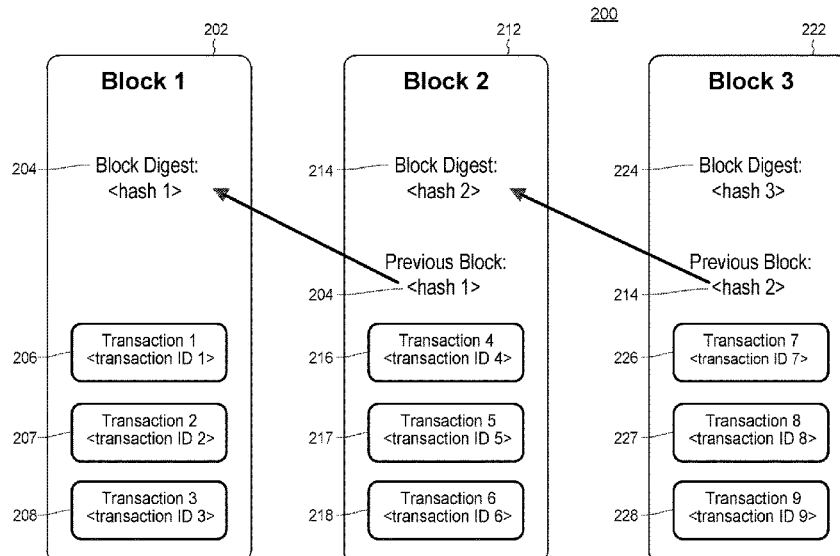 200
202
212
222
Block 1
Block 2
Block 3
204
Block Digest:
<hash 1>
214
Block Digest:
<hash 2>
224
Block Digest:
<hash 3>
Previous Block:
204
<hash 1>
Previous Block:
214
<hash 2>
206
Transaction 1
<transaction ID 1>
216
Transaction 4
<transaction ID 4>
226
Transaction 7
<transaction ID 7>
207
Transaction 2
<transaction ID 2>
217
Transaction 5
<transaction ID 5>
227
Transaction 8
<transaction ID 8>
208
Transaction 3
<transaction ID 3>
218
Transaction 6
<transaction ID 6>
228
Transaction 9
<transaction ID 9>